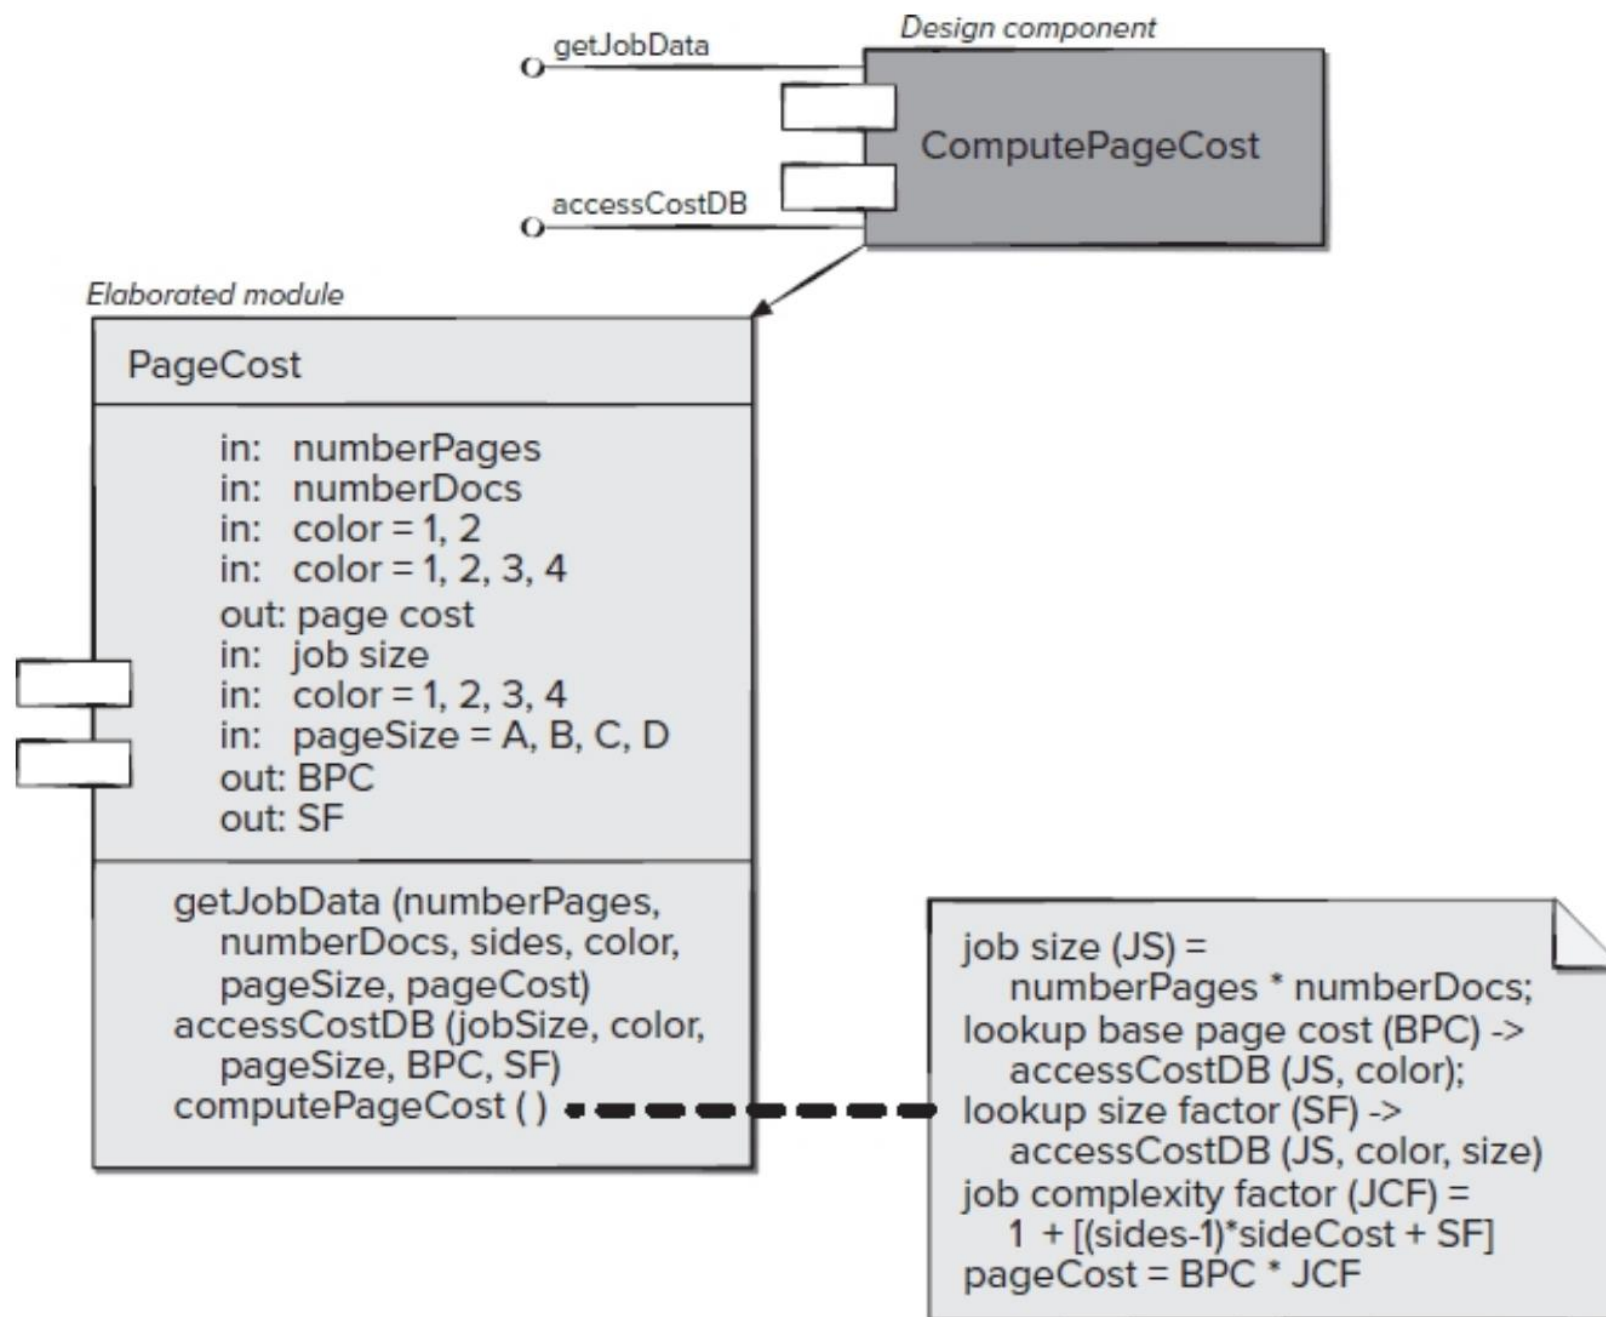 Design component
getJobData
ComputePageCost
accessCostDB
Elaborated module
PageCost
in: numberPages
in: numberDocs
in: color = 1, 2
in: color = 1, 2, 3, 4
out: page cost
in: job size
in: color = 1, 2, 3, 4
in: pageSize = A, B, C, D
out: BPC
out: SF
getJobData (numberPages,
numberDocs, sides, color,
pageSize, pageCost)
accessCostDB (jobSize, color,
pageSize, BPC, SF)
computePageCost ( )
job size (JS) =
numberPages * numberDocs;
lookup base page cost (BPC) ->
accessCostDB (JS, color);
lookup size factor (SF) ->
accessCostDB (JS, color, size)
job complexity factor (JCF) =
1 + [(sides-1)*sideCost + SF]
pageCost = BPC * JCF